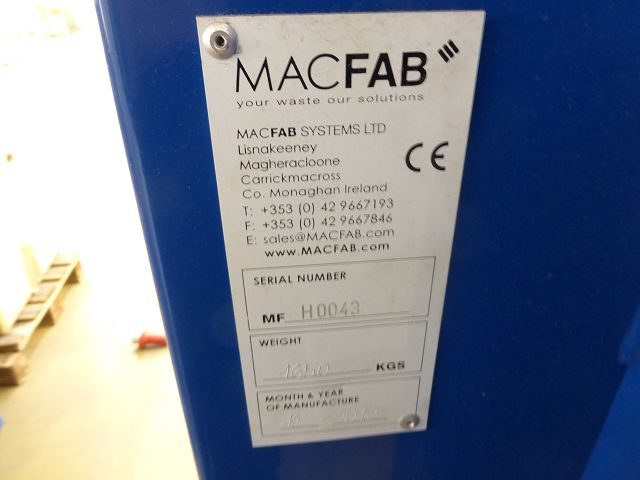 MACFAB
your waste our solutions
MACFAB SYSTEMS LTD
Lisnakeeney
Magheracloone
Carrickmacross
Co. Monaghan Ireland
T: +353 (0) 42 9667193
F: +353 (0) 42 9667846
E: sales@MACFAB.com
www.MACFAB.com
CE
SERIAL NUMBER
MF H0043
WEIGHT
1650 KGS
MONTH & YEAR
OF MANUFACTURE